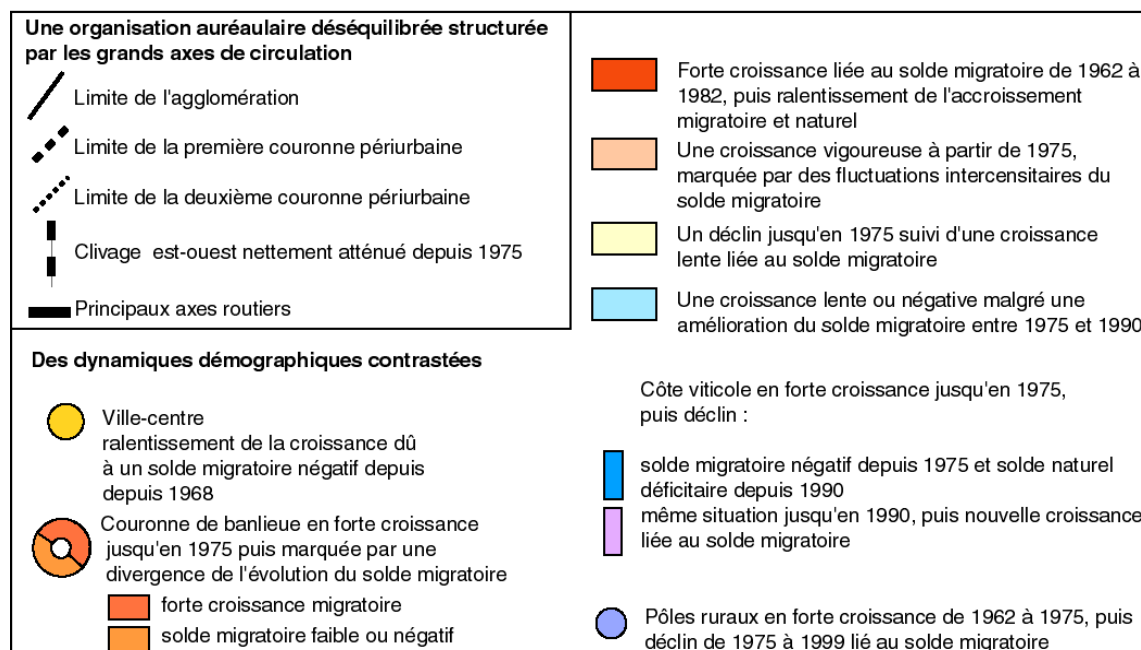 Une organisation auréaulaire déséquilibrée structurée
par les grands axes de circulation
Limite de l'agglomération
Limite de la première couronne périurbaine
Limite de la deuxième couronne périurbaine
Clivage est-ouest nettement atténué depuis 1975
Principaux axes routiers
Des dynamiques démographiques contrastées
Ville-centre
ralentissement de la croissance dû
à un solde migratoire négatif depuis
depuis 1968
Couronne de banlieue en forte croissance
jusqu'en 1975 puis marquée par une
divergence de l'évolution du solde migratoire
forte croissance migratoire
solde migratoire faible ou négatif
Forte croissance liée au solde migratoire de 1962 à
1982, puis ralentissement de l'accroissement
migratoire et naturel
Une croissance vigoureuse à partir de 1975,
marquée par des fluctuations intercensitaires du
solde migratoire
Un déclin jusqu'en 1975 suivi d'une croissance
lente liée au solde migratoire
Une croissance lente ou négative malgré une
amélioration du solde migratoire entre 1975 et 1990
Côte viticole en forte croissance jusqu'en 1975,
puis déclin :
solde migratoire négatif depuis 1975 et solde naturel
déficitaire depuis 1990
même situation jusqu'en 1990, puis nouvelle croissance
liée au solde migratoire
Pôles ruraux en forte croissance de 1962 à 1975, puis
déclin de 1975 à 1999 lié au solde migratoire